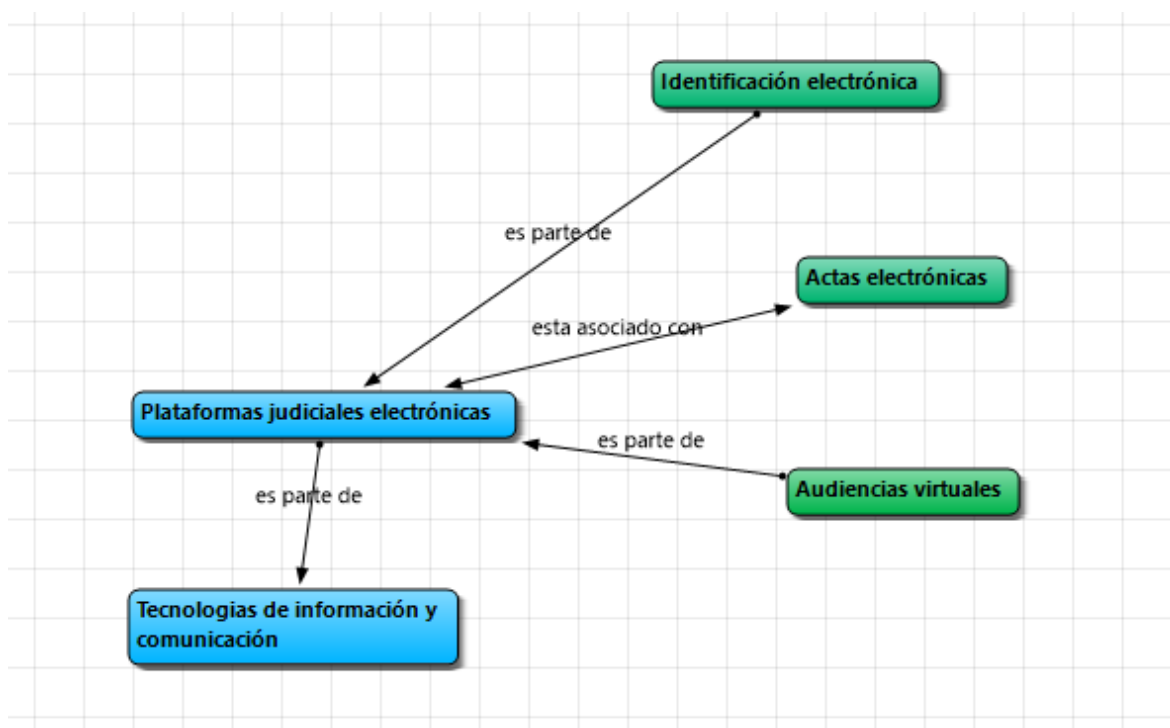 Identificación electrónica
es parte de
Actas electrónicas
esta asociado con
Plataformas judiciales electrónicas
es parte de
Audiencias virtuales
es parte de
Tecnologias de información y
comunicación